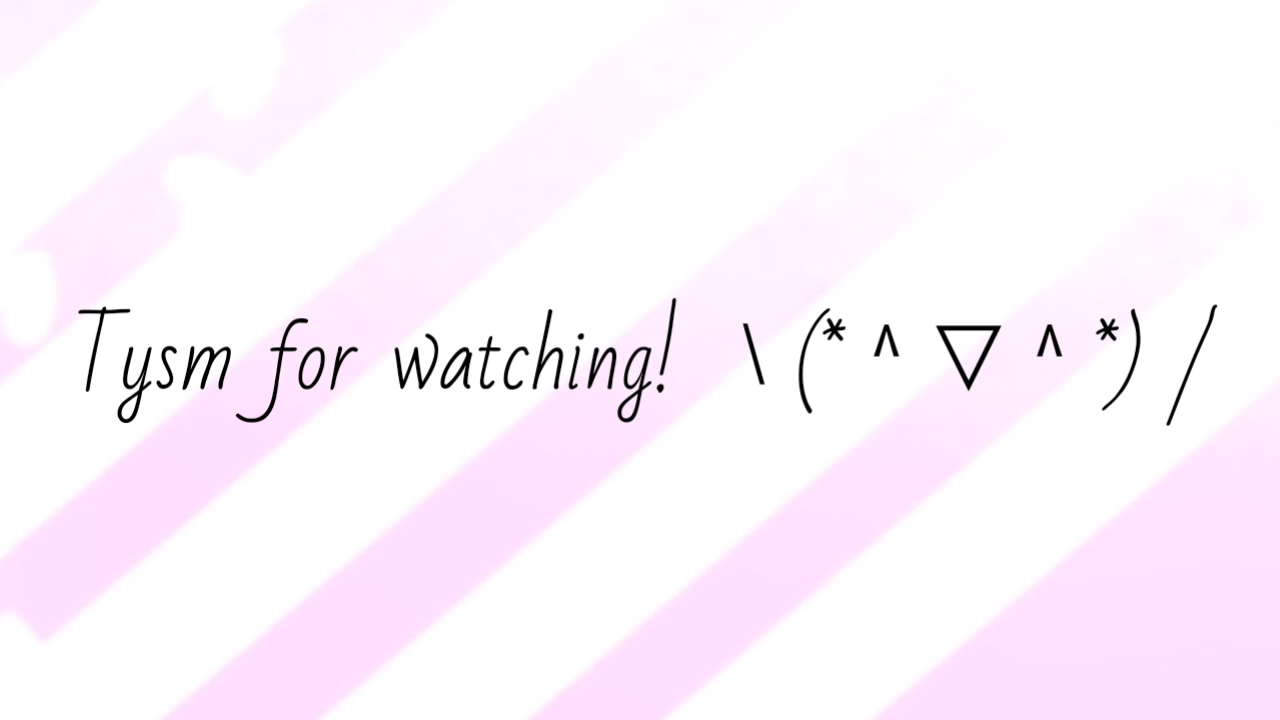 Tysm for watching! \ (* ^ ▽ ^ *) /